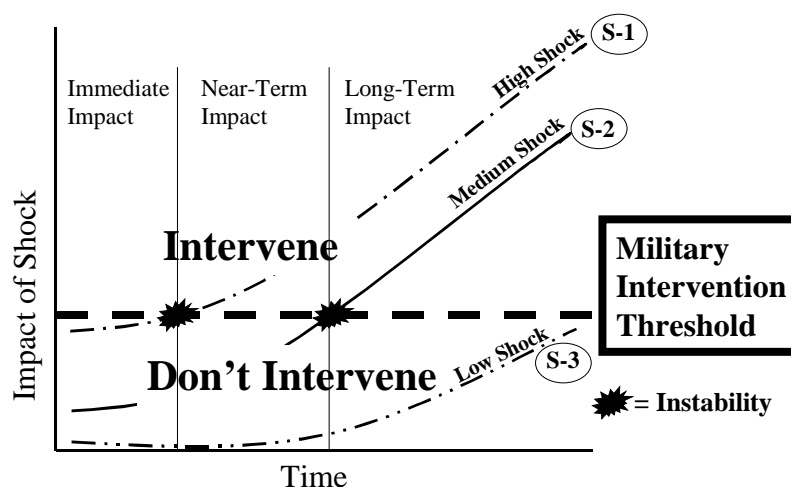 S-1
High Shock
Immediate
Impact
Near-Term
Impact
Long-Term
Impact
S-2
Medium Shock
Intervene
Military
Intervention
Threshold
Impact of Shock
Don't Intervene
Low Shock
S-3
= Instability
Time